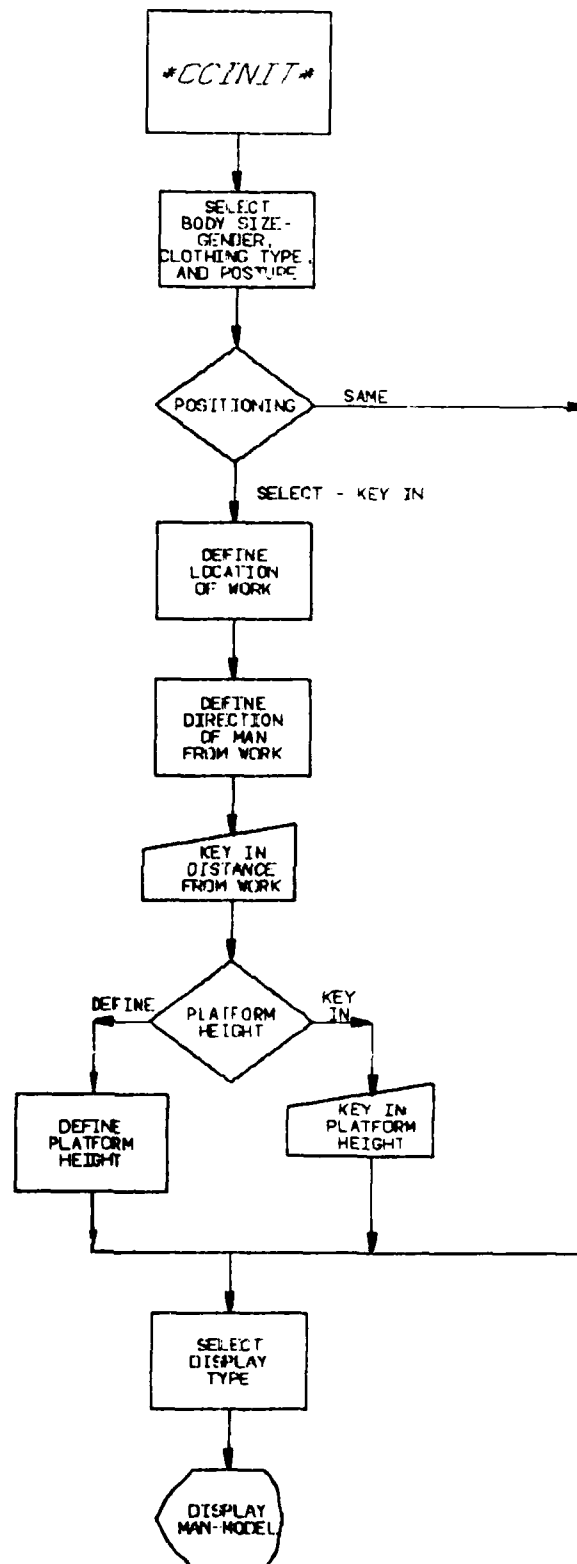 *CCINIT*
SELECT
BODY SIZE-
GENDER,
CLOTHING TYPE,
AND POSTURE
POSITIONING
SAME
SELECT - KEY IN
DEFINE
LOCATION
OF WORK
DEFINE
DIRECTION
OF MAN
FROM WORK
KEY IN
DISTANCE
FROM WORK
DEFINE
PLATFORM
HEIGHT
KEY
IN
DEFINE
PLATFORM
HEIGHT
KEY IN
PLATFORM
HEIGHT
SELECT
DISPLAY
TYPE
DISPLAY
MAN-MODEL